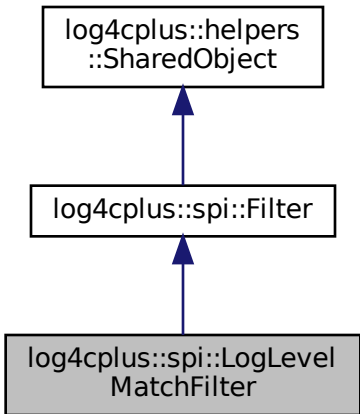 log4cplus::helpers
::SharedObject
log4cplus::spi::Filter
log4cplus::spi::LogLevel
MatchFilter